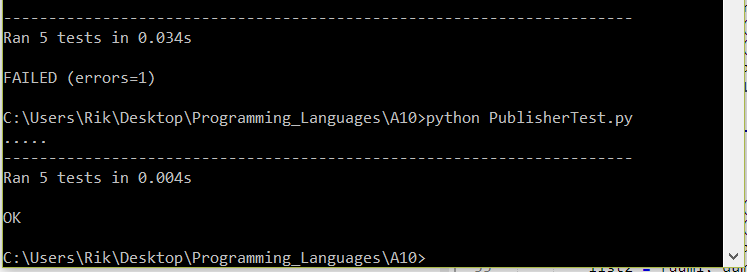 ----------------------------------------------------------------------
Ran 5 tests in 0.034s
FAILED (errors=1)
C:\Users\Rik\Desktop\Programming_Languages\A10>python PublisherTest.py
.....
----------------------------------------------------------------------
Ran 5 tests in 0.004s
OK
C:\Users\Rik\Desktop\Programming_Languages\A10>